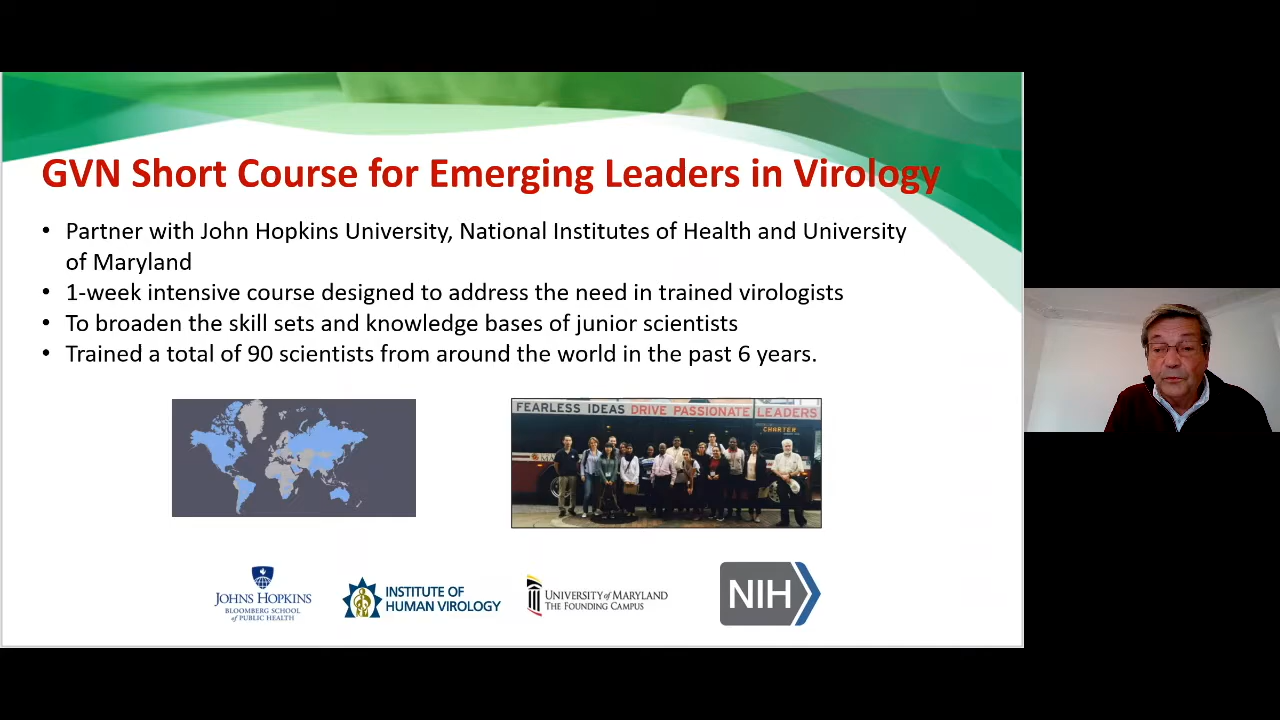 GVN Short Course for Emerging Leaders in Virology
• Partner with John Hopkins University, National Institutes of Health and University
of Maryland
• 1-week intensive course designed to address the need in trained virologists
• To broaden the skill sets and knowledge bases of junior scientists
• Trained a total of 90 scientists from around the world in the past 6 years.
FEARLESS IDEAS DRIVE PASSIONATE LEADERS
CHARTER
JOHNS HOPKINS
BLOOMBERG SCHOOL
of PUBLIC HEALTH
INSTITUTE OF
HUMAN VIROLOGY
UNIVERSITY of MARYLAND
THE FOUNDING CAMPUS
NIH